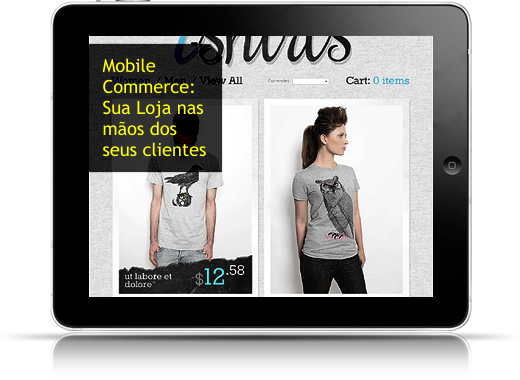 tshirts
Mobile
Commerce:
Sua Loja nas
mãos dos
seus clientes
Women / Men / View All
Cart: 0 items
ut labore et
dolore
$12.58